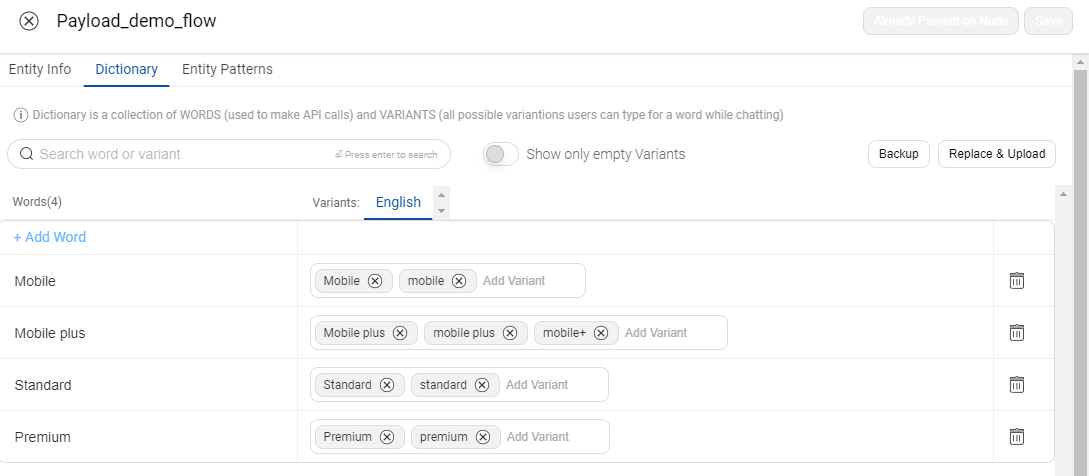 Payload_demo_flow
Already Present on Node
Save
Entity Info Dictionary Entity Patterns
Dictionary is a collection of WORDS (used to make API calls) and VARIANTS (all possible variantions users can type for a word while chatting)
Search word or variant Press enter to search Show only empty Variants Backup Replace & Upload
Words(4) Variants: English
+ Add Word
Mobile Mobile mobile Add Variant
Mobile plus Mobile plus mobile plus mobile+ Add Variant
Standard Standard standard Add Variant
Premium Premium premium Add Variant